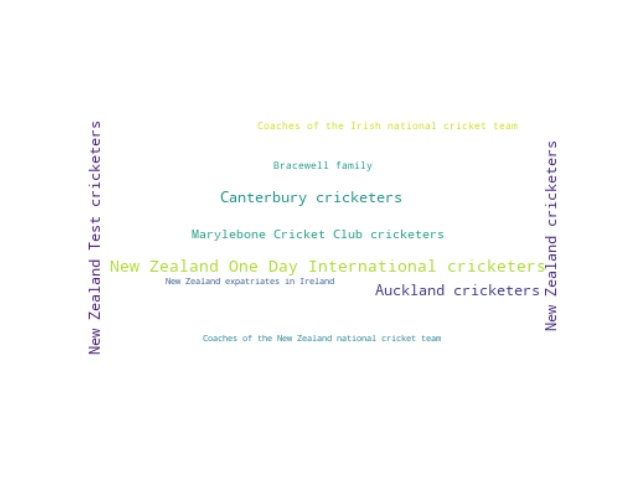 Coaches of the Irish national cricket team
New Zealand Test cricketers
New Zealand cricketers
Bracewell family
Canterbury cricketers
Marylebone Cricket Club cricketers
New Zealand One Day International cricketers
New Zealand expatriates in Ireland
Auckland cricketers
Coaches of the New Zealand national cricket team